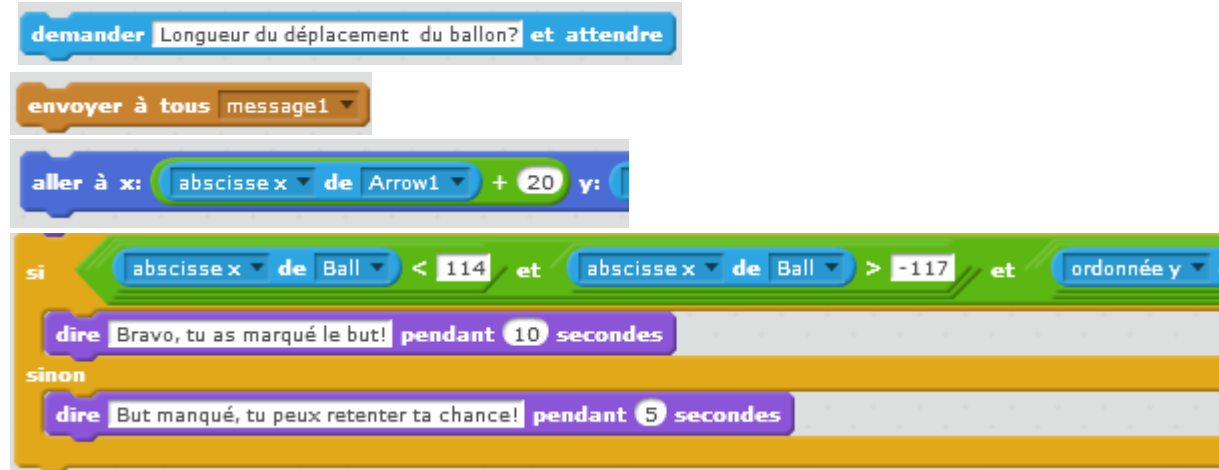 demander Longueur du déplacement du ballon? et attendre
envoyer à tous message1
aller à x: abscisse x de Arrow1 + 20 y:
si abscisse x de Ball < 114 et abscisse x de Ball > -117 et ordonnée y
dire Bravo, tu as marqué le but! pendant 10 secondes
sinon
dire But manqué, tu peux retenter ta chance! pendant 5 secondes